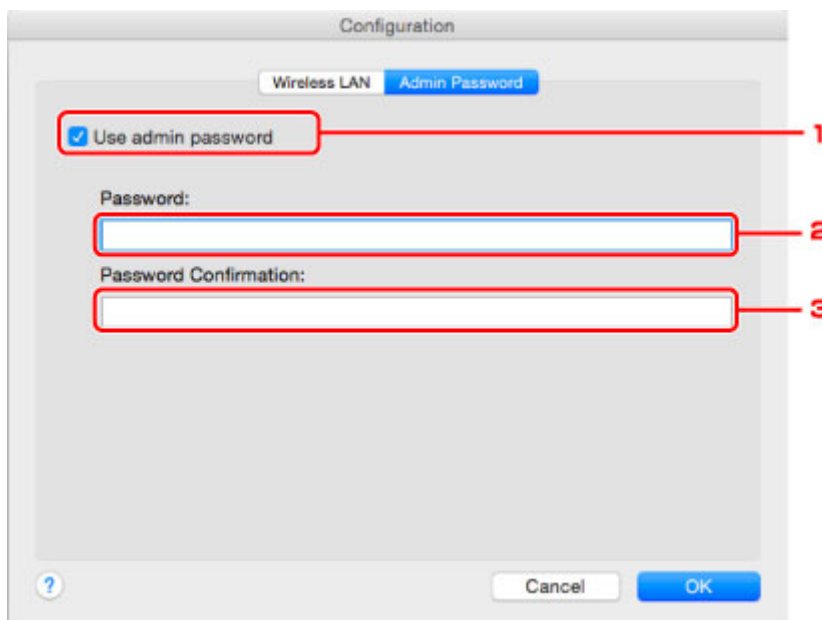 Configuration
Wireless LAN Admin Password
Use admin password 1
Password:
2
Password Confirmation:
3
? Cancel OK